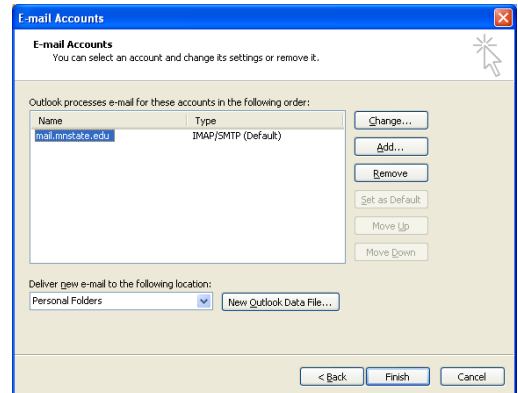 E-mail Accounts
E-mail Accounts
You can select an account and change its settings or remove it.
Outlook processes e-mail for these accounts in the following order:
Name Type
mail.mnstate.edu IMAP/SMTP (Default)
Change...
Add...
Remove
Set as Default
Move Up
Move Down
Deliver new e-mail to the following location:
Personal Folders New Outlook Data File...
< Back Finish Cancel